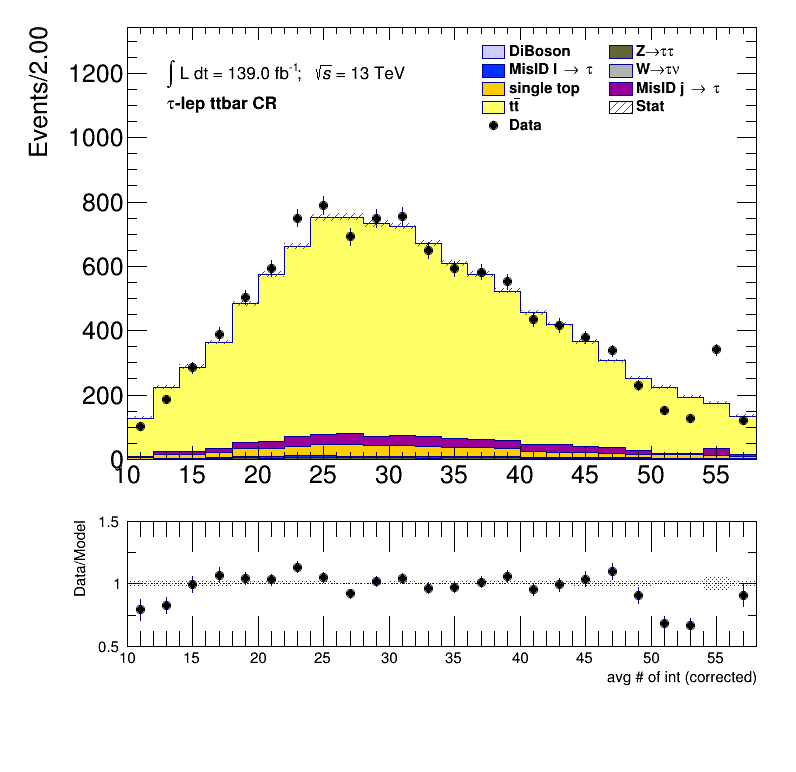 Events/2.00
∫ L dt = 139.0 fb⁻¹; √s = 13 TeV
τ-lep ttbar CR
DiBoson
MisID l → τ
single top
tt̄
Data
Z→ττ
W→τν
MisID j → τ
Stat
1200
1000
800
600
400
200
0
10 15 20 25 30 35 40 45 50 55
Data/Model
1.5
1
0.5
10 15 20 25 30 35 40 45 50 55
avg # of int (corrected)